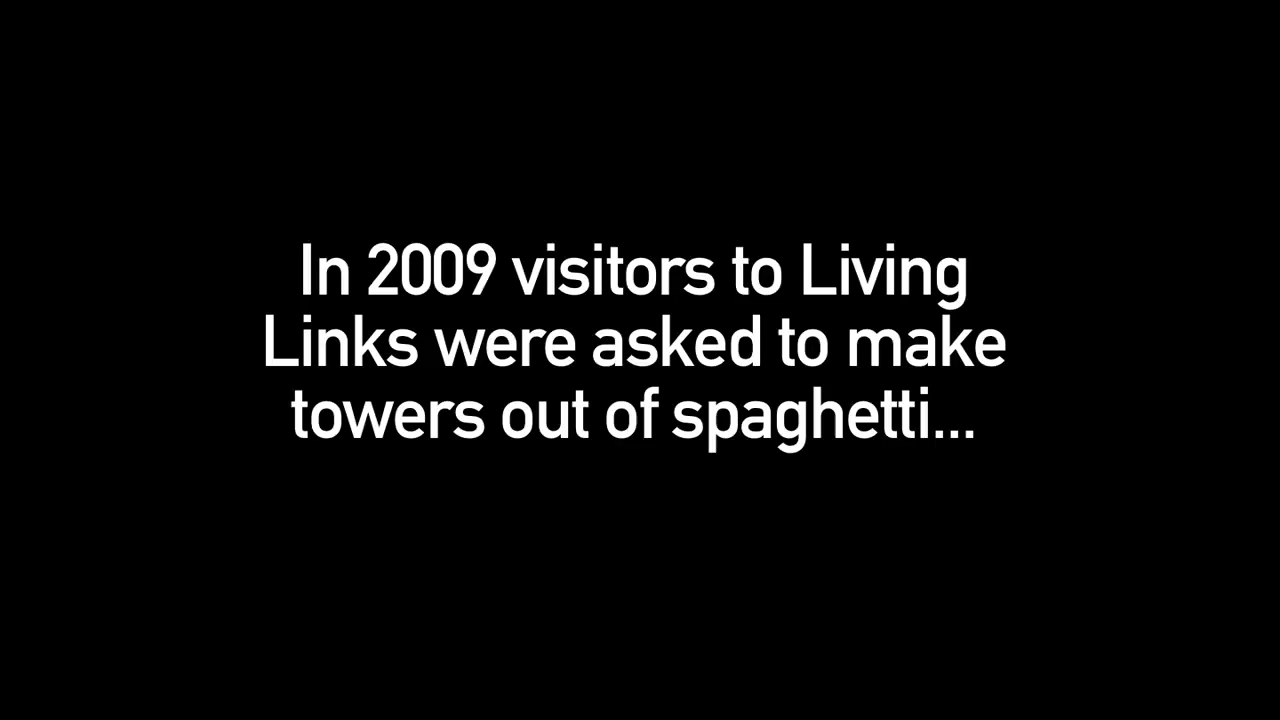 In 2009 visitors to Living
Links were asked to make
towers out of spaghetti...